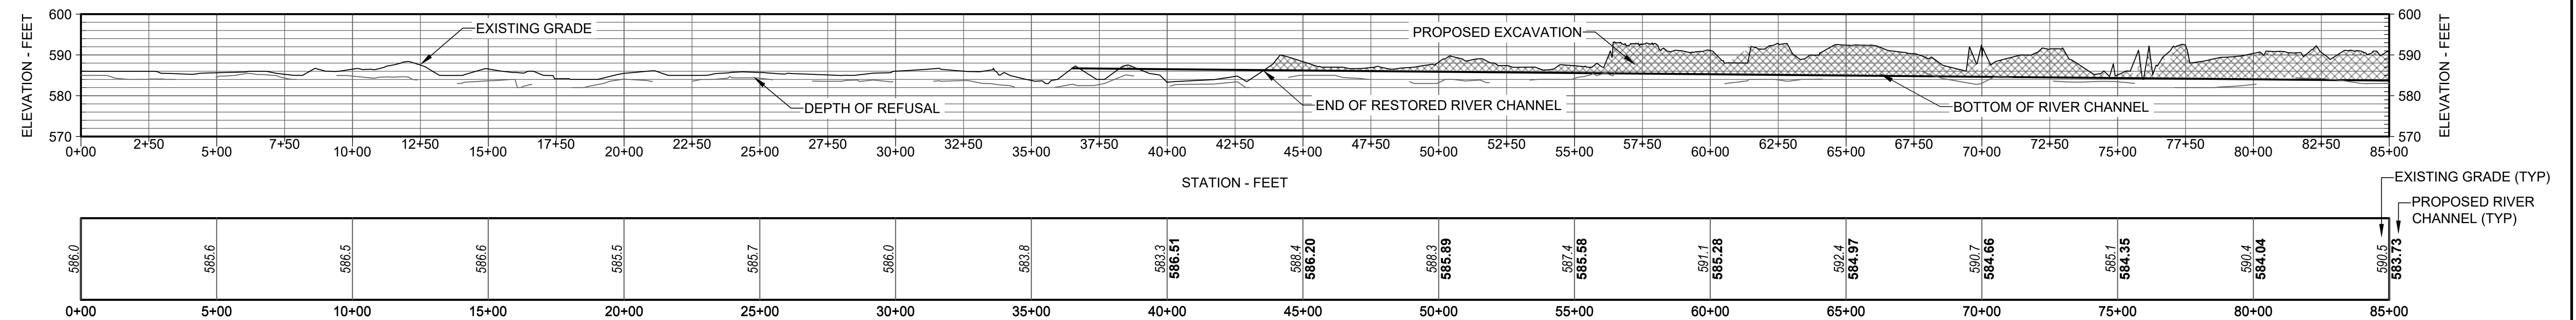 600
590
580
570
ELEVATION - FEET
EXISTING GRADE
DEPTH OF REFUSAL
END OF RESTORED RIVER CHANNEL
PROPOSED EXCAVATION
BOTTOM OF RIVER CHANNEL
600
590
580
570
ELEVATION - FEET
0+00 2+50 5+00 7+50 10+00 12+50 15+00 17+50 20+00 22+50 25+00 27+50 30+00 32+50 35+00 37+50 40+00 42+50 45+00 47+50 50+00 52+50 55+00 57+50 60+00 62+50 65+00 67+50 70+00 72+50 75+00 77+50 80+00 82+50 85+00
STATION - FEET
EXISTING GRADE (TYP)
PROPOSED RIVER
CHANNEL (TYP)
586.0
585.6
586.5
586.6
585.5
585.7
586.0
583.8
583.3
586.51
588.4
586.20
588.3
585.89
587.4
585.58
591.1
585.28
592.4
584.97
590.7
584.66
585.1
584.35
590.4
584.04
590.5
583.73
0+00 5+00 10+00 15+00 20+00 25+00 30+00 35+00 40+00 45+00 50+00 55+00 60+00 65+00 70+00 75+00 80+00 85+00